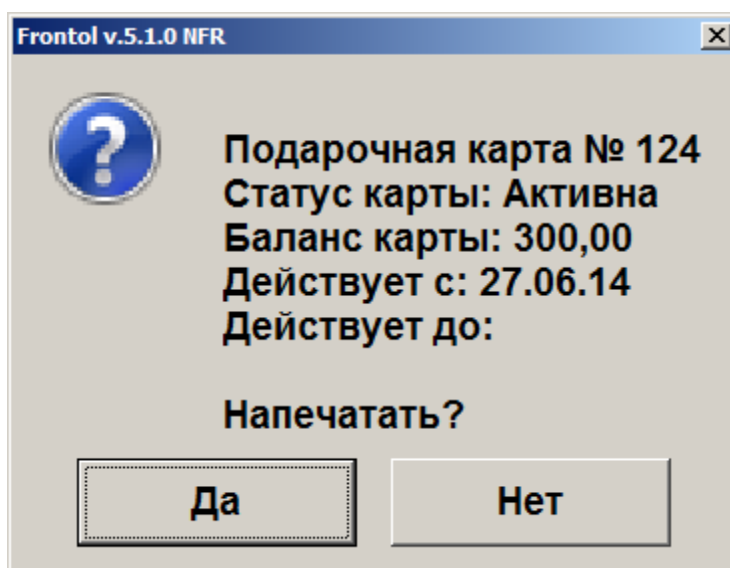 Frontol v.5.1.0 NFR
Подарочная карта № 124
Статус карты: Активна
Баланс карты: 300,00
Действует с: 27.06.14
Действует до:
Напечатать?
Да
Нет